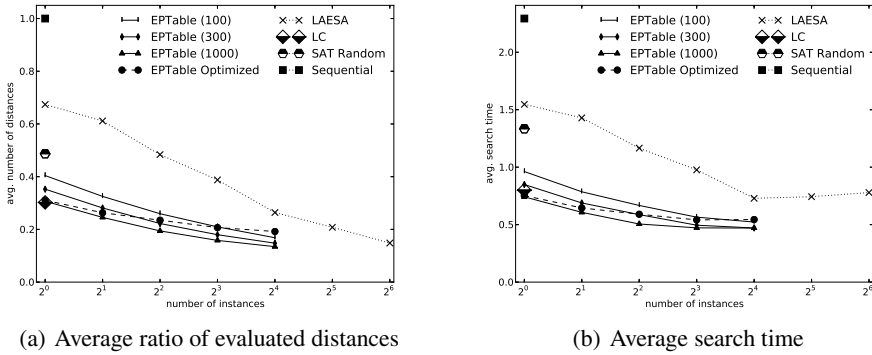 1.0
0.8
0.6
0.4
0.2
0.0
avg. number of distances
EPTable (100)
EPTable (300)
EPTable (1000)
EPTable Optimized
LAESA
LC
SAT Random
Sequential
2^0 2^1 2^2 2^3 2^4 2^5 2^6
number of instances
(a) Average ratio of evaluated distances
2.0
1.5
1.0
0.5
0.0
avg. search time
EPTable (100)
EPTable (300)
EPTable (1000)
EPTable Optimized
LAESA
LC
SAT Random
Sequential
2^0 2^1 2^2 2^3 2^4 2^5 2^6
number of instances
(b) Average search time